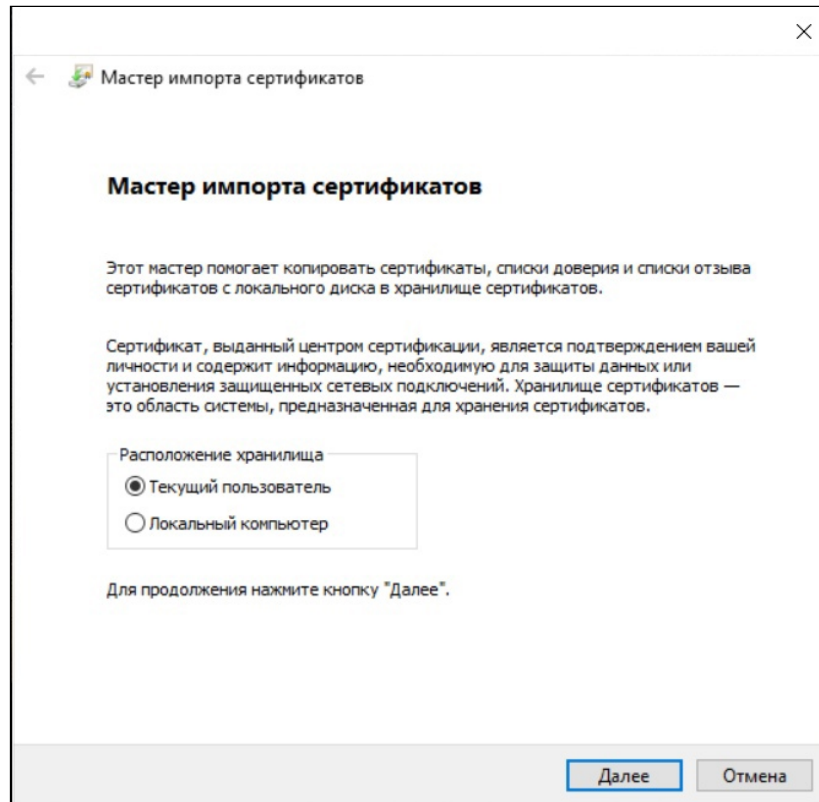 Мастер импорта сертификатов
Мастер импорта сертификатов
Этот мастер помогает копировать сертификаты, списки доверия и списки отзыва
сертификатов с локального диска в хранилище сертификатов.
Сертификат, выданный центром сертификации, является подтверждением вашей
личности и содержит информацию, необходимую для защиты данных или
установления защищенных сетевых подключений. Хранилище сертификатов —
это область системы, предназначенная для хранения сертификатов.
Расположение хранилища
Текущий пользователь
Локальный компьютер
Для продолжения нажмите кнопку "Далее".
Далее
Отмена